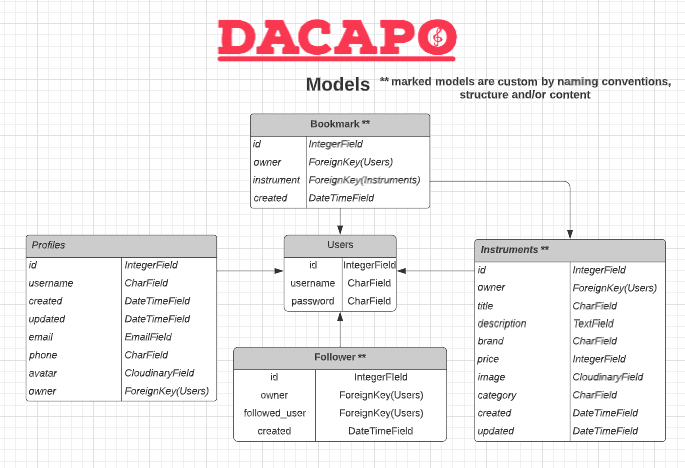 DACAPO
Models
** marked models are custom by naming conventions,
structure and/or content
Bookmark **
id IntegerField
owner ForeignKey(Users)
instrument ForeignKey(Instruments)
created DateTimeField
Profiles
id IntegerField
username CharField
created DateTimeField
updated DateTimeField
email EmailField
phone CharField
avatar CloudinaryField
owner ForeignKey(Users)
Users
id IntegerField
username CharField
password CharField
Instruments **
id IntegerField
owner ForeignKey(Users)
title CharField
description TextField
brand CharField
price IntegerField
image CloudinaryField
category CharField
created DateTimeField
updated DateTimeField
Follower **
id IntegerField
owner ForeignKey(Users)
followed_user ForeignKey(Users)
created DateTimeField